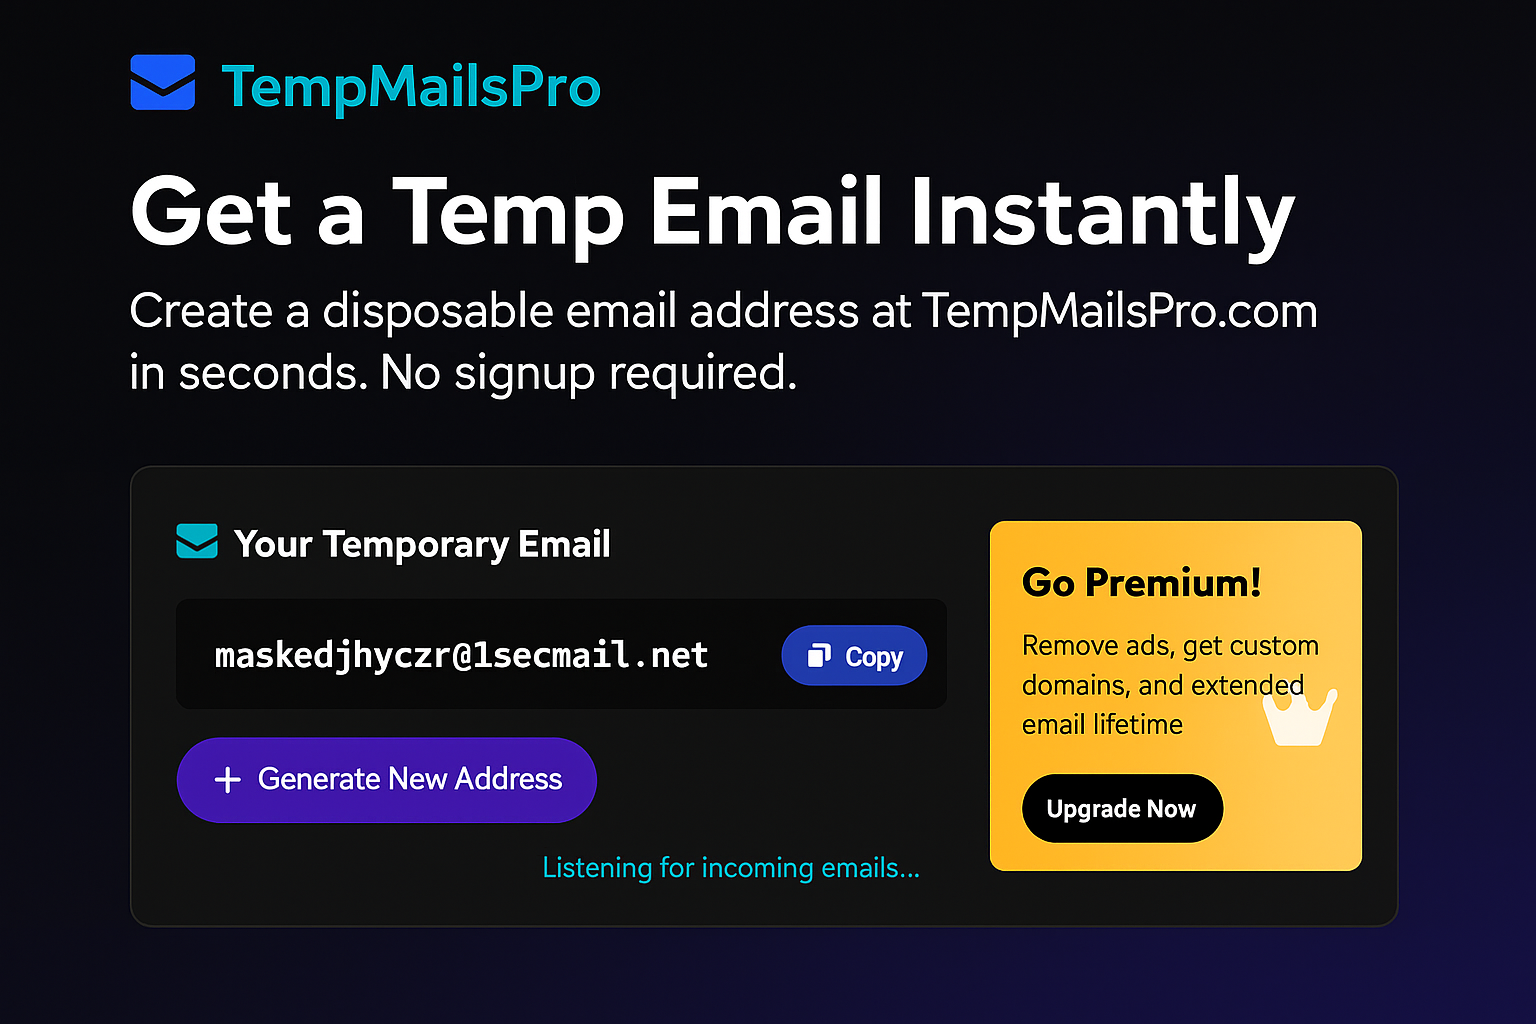 TempMailsPro
Get a Temp Email Instantly
Create a disposable email address at TempMailsPro.com
in seconds. No signup required.
Your Temporary Email
maskedjhyczr@1secmail.net
Copy
Generate New Address
Listening for incoming emails...
Go Premium!
Remove ads, get custom
domains, and extended
email lifetime
Upgrade Now